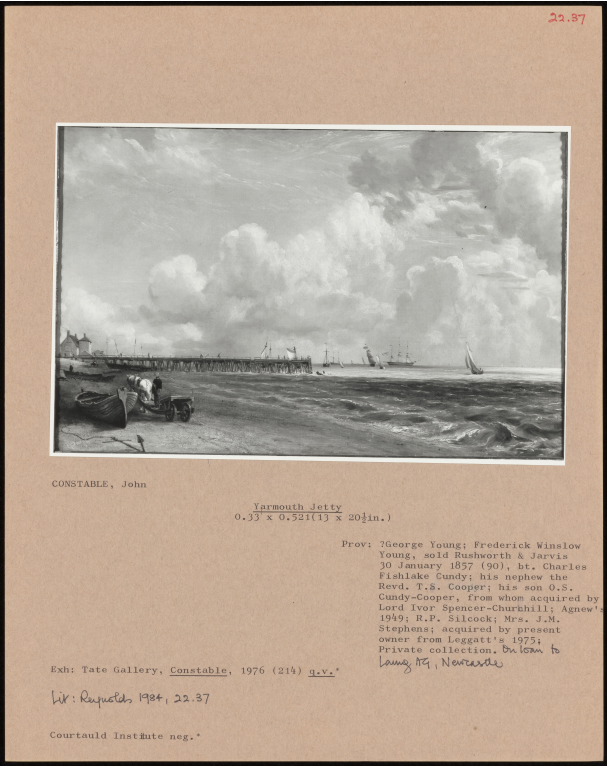 22.37
CONSTABLE, John
Yarmouth Jetty
0.33 x 0.521(13 x 20½in.)
Prov: ?George Young; Frederick Winslow
Young, sold Rushworth & Jarvis
30 January 1857 (90), bt. Charles
Fishlake Cundy; his nephew the
Revd. T.S. Cooper; his son O.S.
Cundy-Cooper, from whom acquired by
Lord Ivor Spencer-Churchill; Agnew's
1949; R.P. Silcock; Mrs. J.M.
Stephens; acquired by present
owner from Leggatt's 1975;
Private collection. On loan to
Laing AG, Newcastle
Exh: Tate Gallery, Constable, 1976 (214) q.v.*
Lit: Reynolds 1984, 22.37
Courtauld Institute neg.*